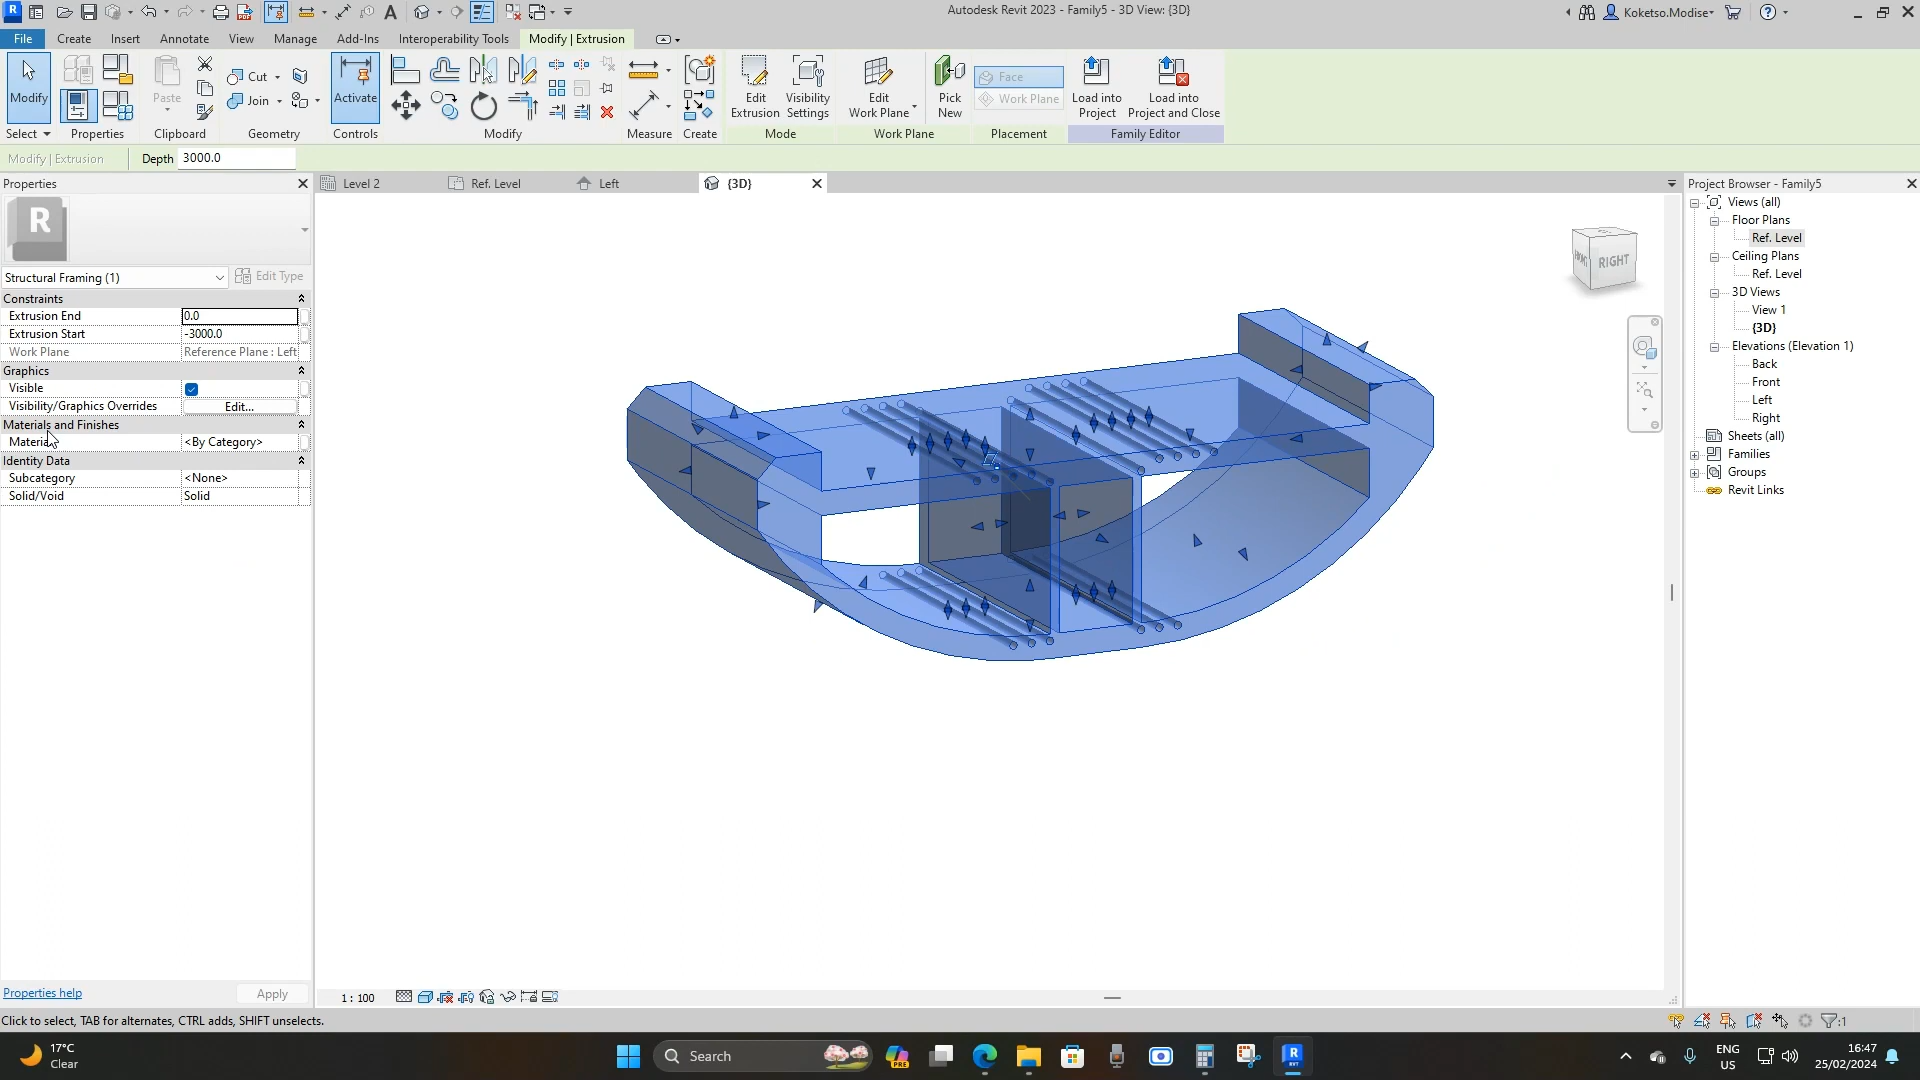 Autodesk Revit 2023 - Family5 - 3D View: {3D}
Koketso.Modise
File Create Insert Annotate View Manage Add-Ins Interoperability Tools Modify | Extrusion
Modify
Paste
Cut
Join
Activate
Edit Extrusion
Visibility Settings
Edit Work Plane
Pick New
Face
Work Plane
Load into Project
Load into Project and Close
Select Properties Clipboard Geometry Controls Modify Measure Create Mode Work Plane Placement Family Editor
Modify | Extrusion Depth 3000.0
Properties
Level 2 Ref. Level Left {3D}
Project Browser - Family5
R
Structural Framing (1) Edit Type
Constraints
Extrusion End 0.0
Extrusion Start -3000.0
Work Plane Reference Plane : Left
Graphics
Visible
Visibility/Graphics Overrides Edit...
Materials and Finishes
Material <By Category>
Identity Data
Subcategory <None>
Solid/Void Solid
RIGHT
Views (all)
Floor Plans
Ref. Level
Ceiling Plans
Ref. Level
3D Views
View 1
{3D}
Elevations (Elevation 1)
Back
Front
Left
Right
Sheets (all)
Families
Groups
Revit Links
Properties help Apply
1 : 100
Click to select, TAB for alternates, CTRL adds, SHIFT unselects.
:1
17°C
Clear
Search
PRE
R
ENG
US
16:47
25/02/2024